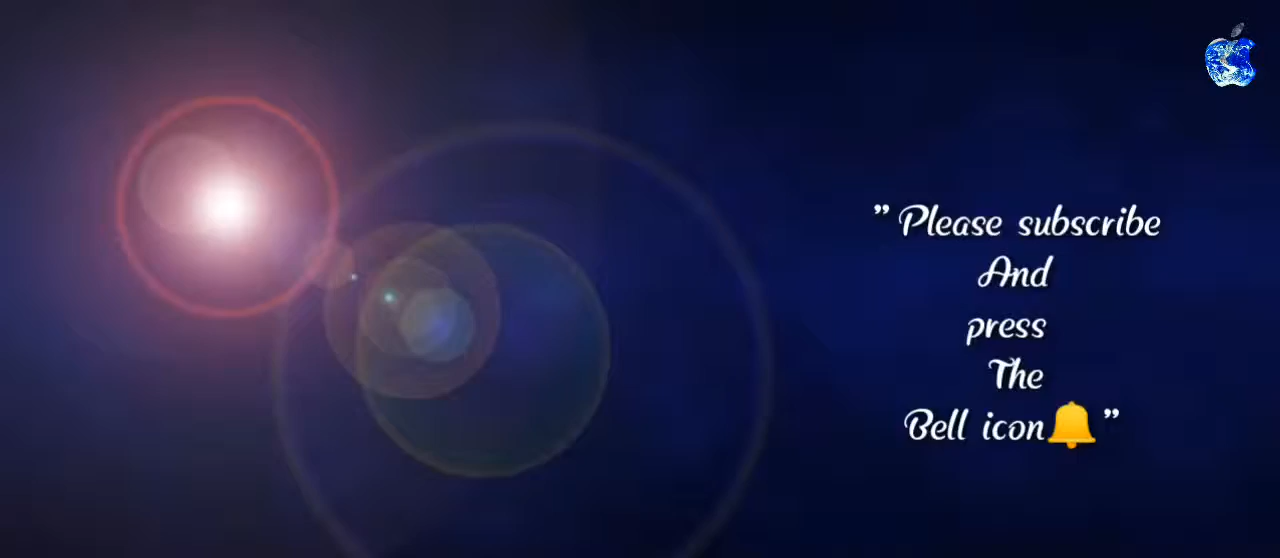 ” Please subscribe
And
press
The
Bell icon🔔 ”